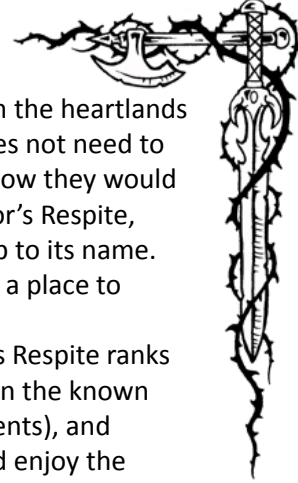 n the heartlands
es not need to
ow they would
or's Respite,
p to its name.
a place to
s Respite ranks
n the known
ents), and
d enjoy the